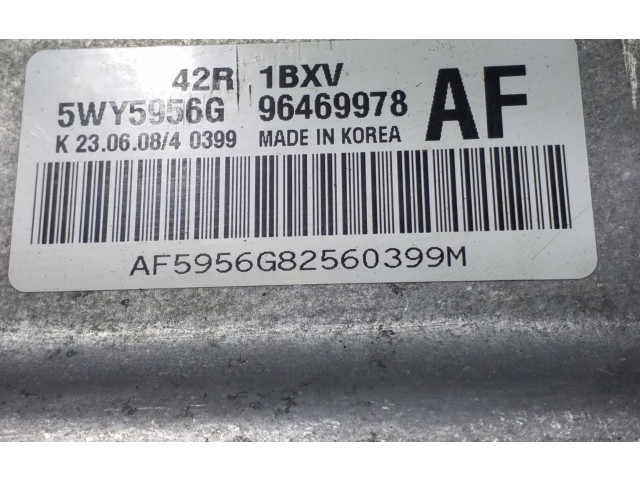 42R 1BXV
5WY5956G 96469978 AF
K 23.06.08/4 0399 MADE IN KOREA
AF5956G82560399M